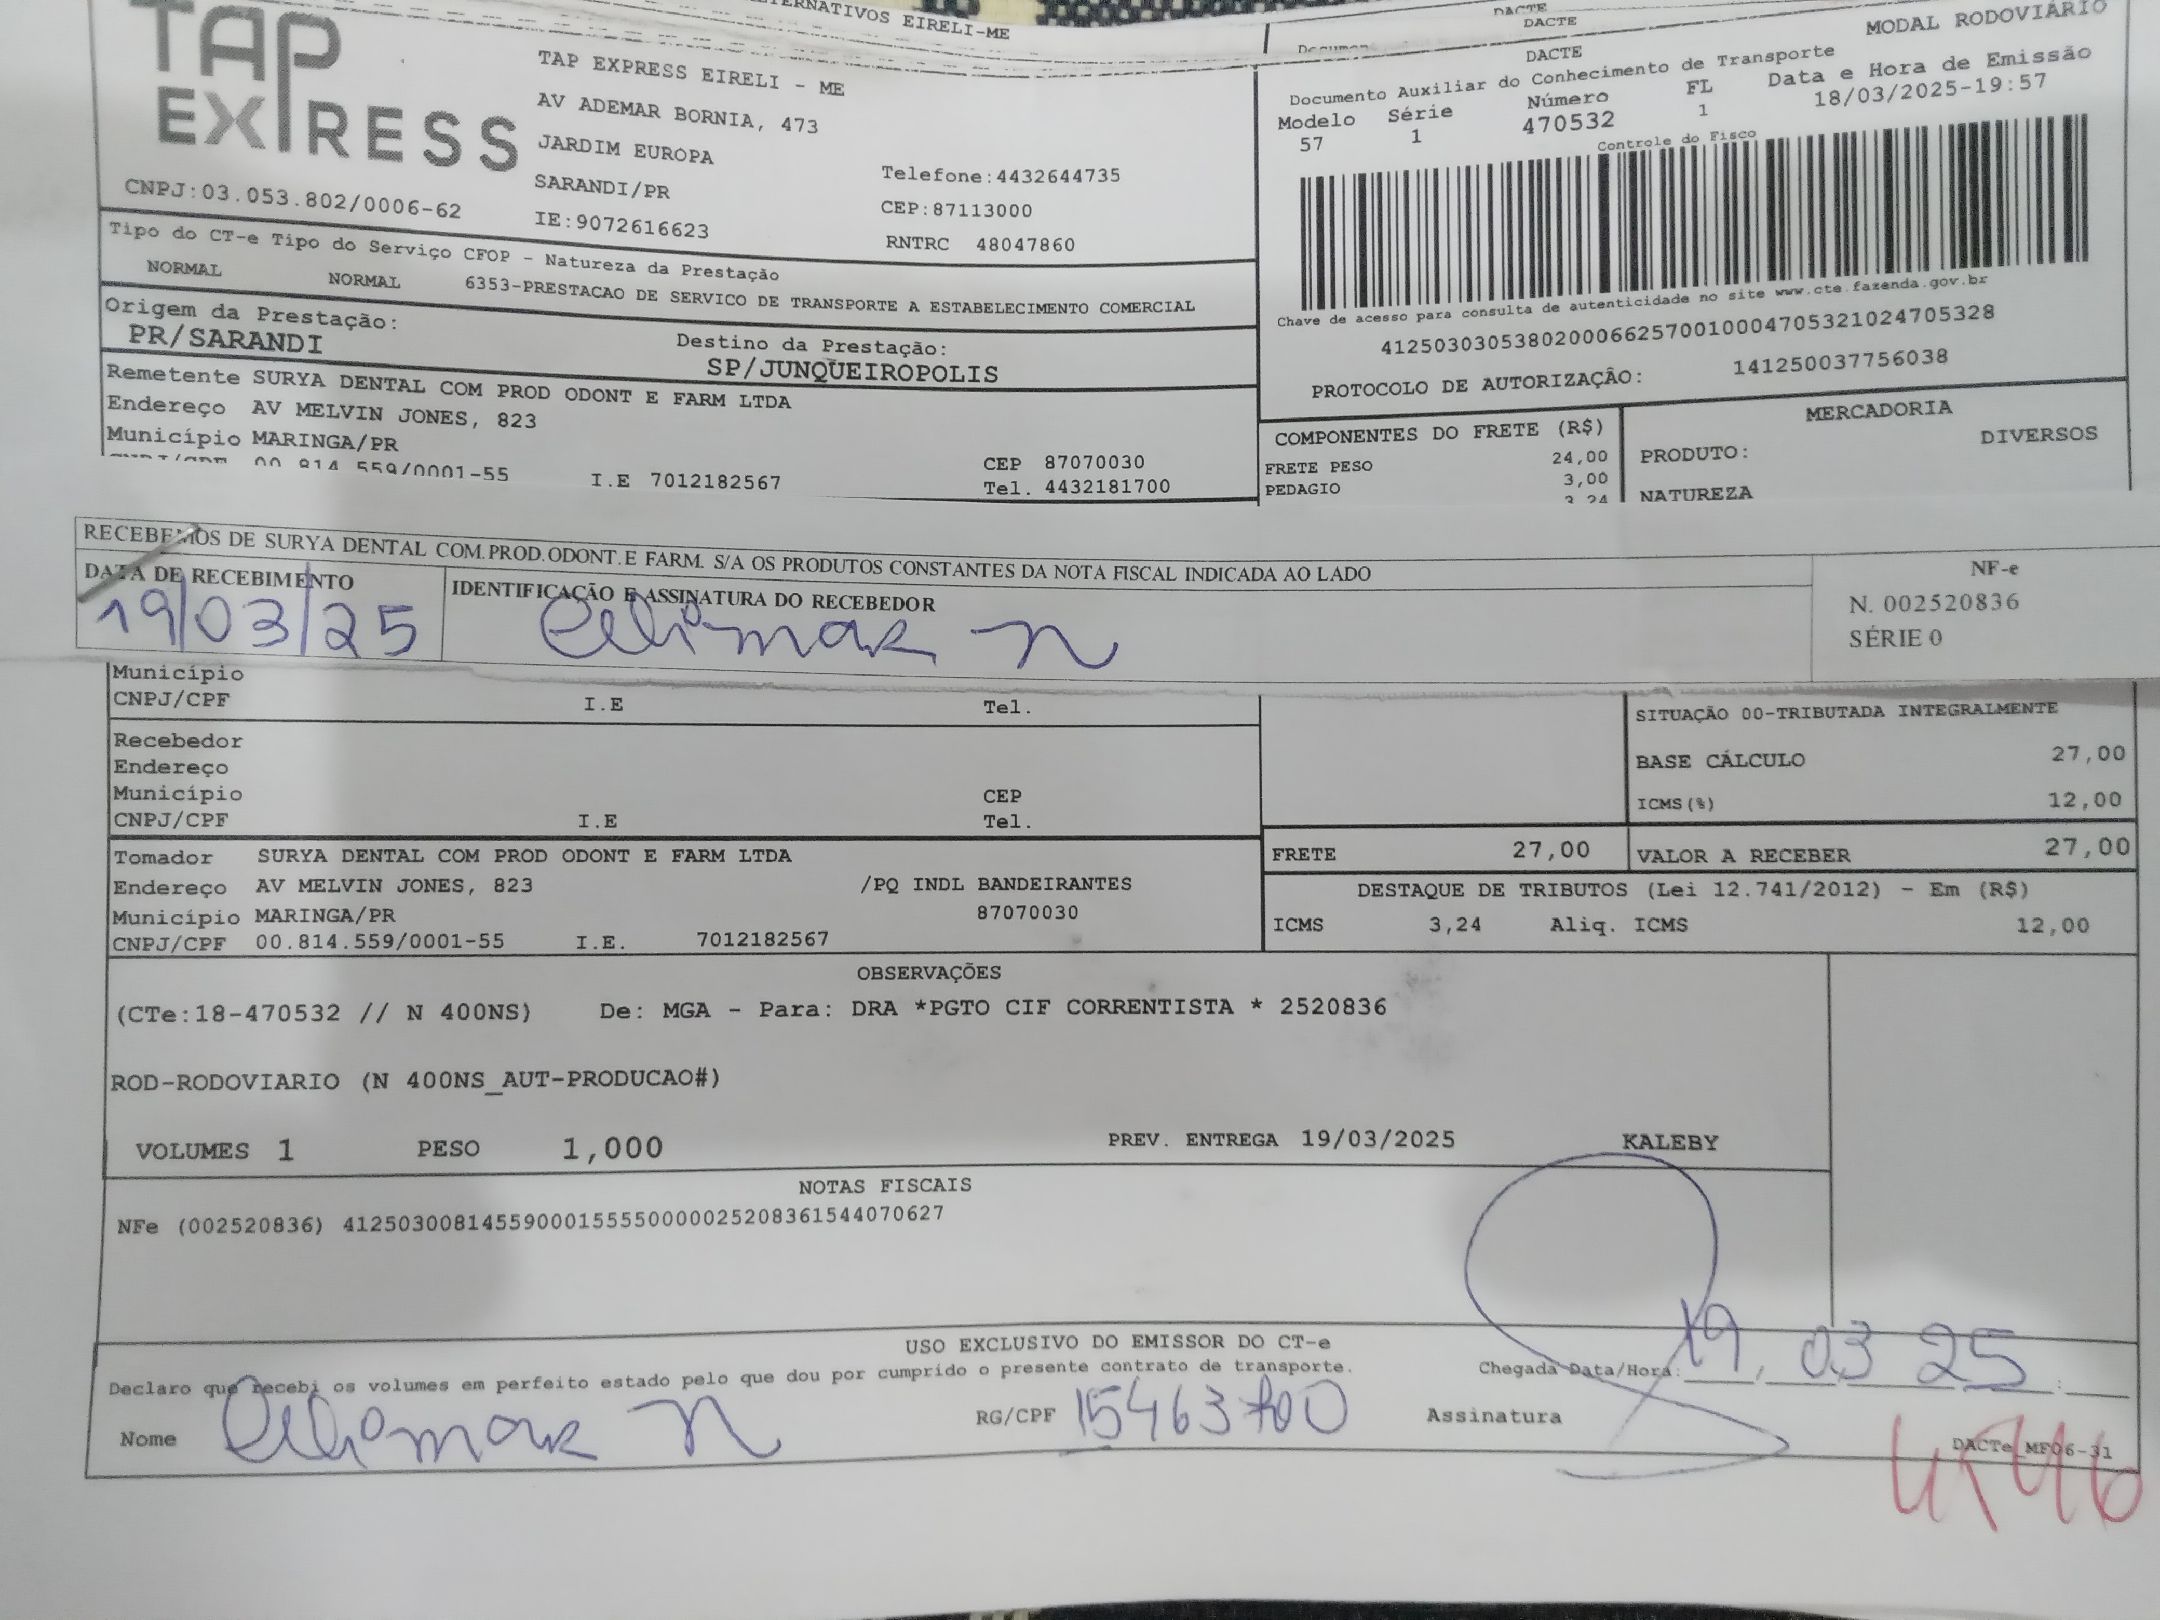 ERNATIVOS EIRELI-ME
DACTE
DACTE
TAP EXPRESS
TAP EXPRESS EIRELI - ME
AV ADEMAR BORNIA, 473
JARDIM EUROPA
SARANDI/PR
IE:9072616623
Telefone:4432644735
CEP:87113000
RNTRC 48047860
CNPJ:03.053.802/0006-62
DACTE MODAL RODOVIÁRIO
Documento Auxiliar do Conhecimento de Transporte
Modelo Série Número FL Data e Hora de Emissão
57 1 470532 1 18/03/2025-19:57
Controle do Fisco
Chave de acesso para consulta de autenticidade no site www.cte.fazenda.gov.br
41250303053802000662570010004705321024705328
PROTOCOLO DE AUTORIZAÇÃO: 141250037756038
Tipo do CT-e Tipo do Serviço CFOP - Natureza da Prestação
NORMAL NORMAL 6353-PRESTACAO DE SERVICO DE TRANSPORTE A ESTABELECIMENTO COMERCIAL
Origem da Prestação: Destino da Prestação:
PR/SARANDI SP/JUNQUEIROPOLIS
Remetente SURYA DENTAL COM PROD ODONT E FARM LTDA
Endereço AV MELVIN JONES, 823
Município MARINGA/PR CEP 87070030
00.814.559/0001-55 I.E 7012182567 Tel. 4432181700
COMPONENTES DO FRETE (R$)
FRETE PESO 24,00
PEDAGIO 3,00
3,24
MERCADORIA
PRODUTO: DIVERSOS
NATUREZA
RECEBEMOS DE SURYA DENTAL COM.PROD.ODONT.E FARM. S/A OS PRODUTOS CONSTANTES DA NOTA FISCAL INDICADA AO LADO
DATA DE RECEBIMENTO IDENTIFICAÇÃO E ASSINATURA DO RECEBEDOR
19/03/25
NF-e
N. 002520836
SÉRIE 0
Município
CNPJ/CPF I.E Tel.
Recebedor
Endereço
Município CEP
CNPJ/CPF I.E Tel.
SITUAÇÃO 00-TRIBUTADA INTEGRALMENTE
BASE CÁLCULO 27,00
ICMS(%) 12,00
FRETE 27,00 VALOR A RECEBER 27,00
Tomador SURYA DENTAL COM PROD ODONT E FARM LTDA
Endereço AV MELVIN JONES, 823 /PQ INDL BANDEIRANTES
Município MARINGA/PR 87070030
CNPJ/CPF 00.814.559/0001-55 I.E. 7012182567
DESTAQUE DE TRIBUTOS (Lei 12.741/2012) - Em (R$)
ICMS 3,24 Aliq. ICMS 12,00
OBSERVAÇÕES
(CTe:18-470532 // N 400NS) De: MGA - Para: DRA *PGTO CIF CORRENTISTA * 2520836
ROD-RODOVIARIO (N 400NS_AUT-PRODUCAO#)
VOLUMES 1 PESO 1,000 PREV. ENTREGA 19/03/2025 KALEBY
NOTAS FISCAIS
NFe (002520836) 41250300814559000155550000025208361544070627
USO EXCLUSIVO DO EMISSOR DO CT-e
Declaro que recebi os volumes em perfeito estado pelo que dou por cumprido o presente contrato de transporte. Chegada Data/Hora: 19 03 25
Nome RG/CPF Assinatura
DACTe_MF06-31